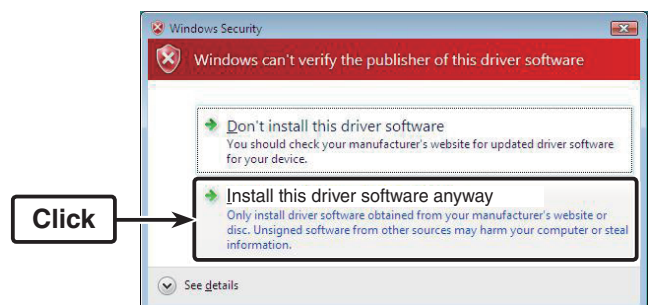 Windows Security
Windows can't verify the publisher of this driver software
Don't install this driver software
You should check your manufacturer's website for updated driver software
for your device.
Install this driver software anyway
Only install driver software obtained from your manufacturer's website or
disc. Unsigned software from other sources may harm your computer or steal
information.
Click
See details